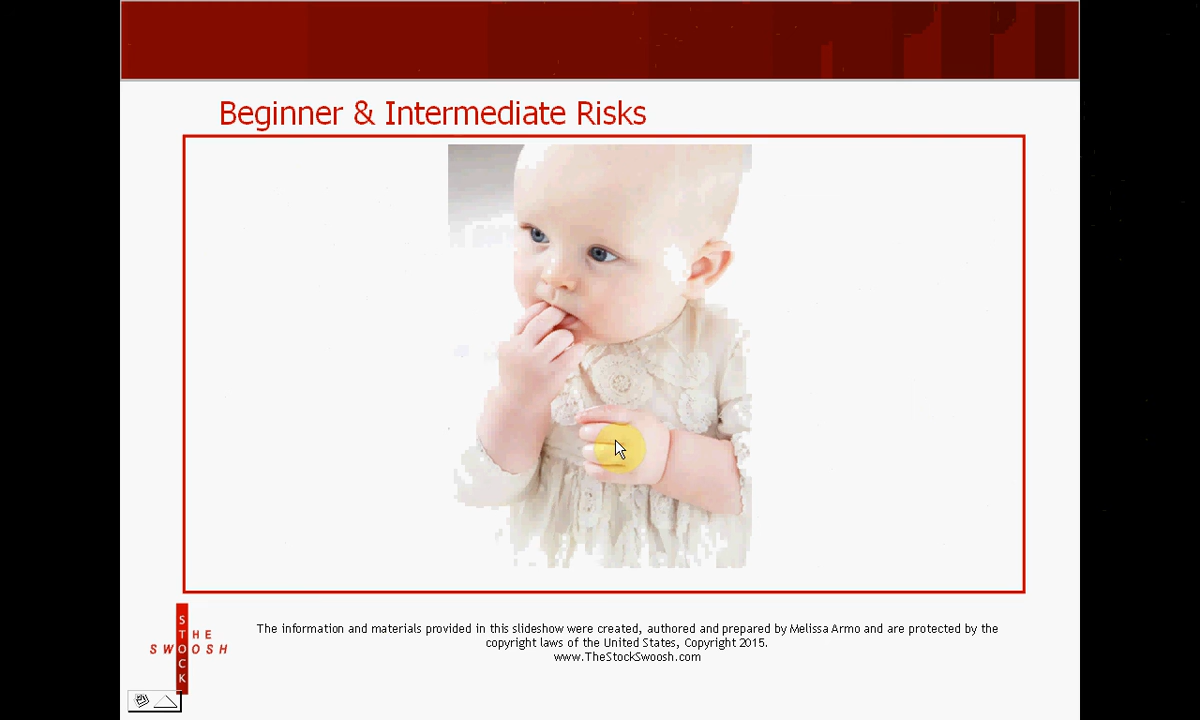 Beginner & Intermediate Risks
The information and materials provided in this slideshow were created, authored and prepared by Melissa Armo and are protected by the
copyright laws of the United States, Copyright 2015.
www.TheStockSwoosh.com
THE
STOCK
SWOOSH